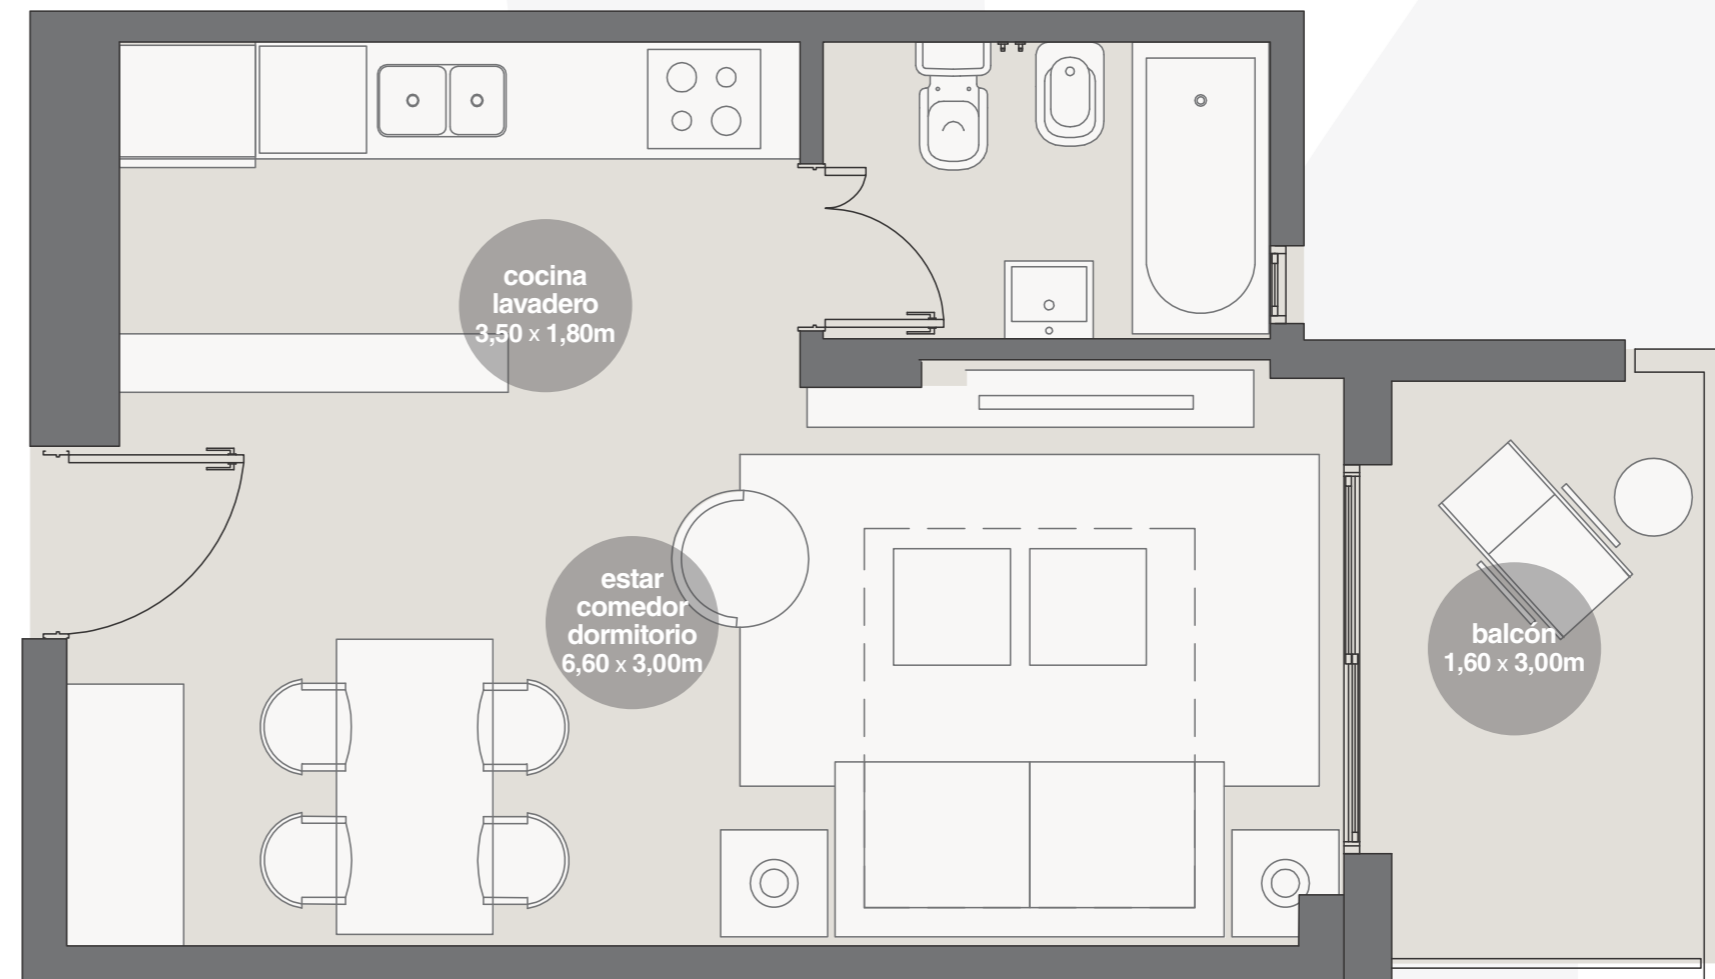 cocina
lavadero
3,50 x 1,80m
estar
comedor
dormitorio
6,60 x 3,00m
balcón
1,60 x 3,00m